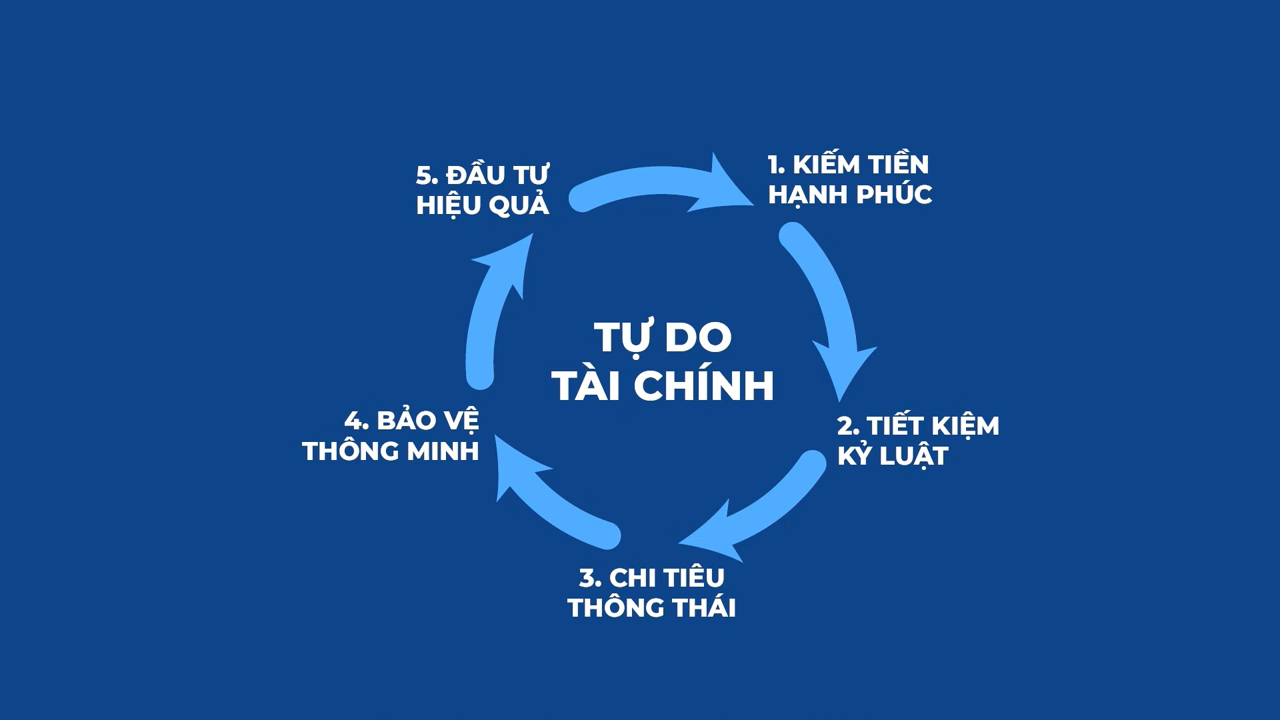 5. ĐẦU TƯ
HIỆU QUẢ
1. KIẾM TIỀN
HẠNH PHÚC
TỰ DO
TÀI CHÍNH
4. BẢO VỆ
THÔNG MINH
2. TIẾT KIỆM
KỶ LUẬT
3. CHI TIÊU
THÔNG THÁI